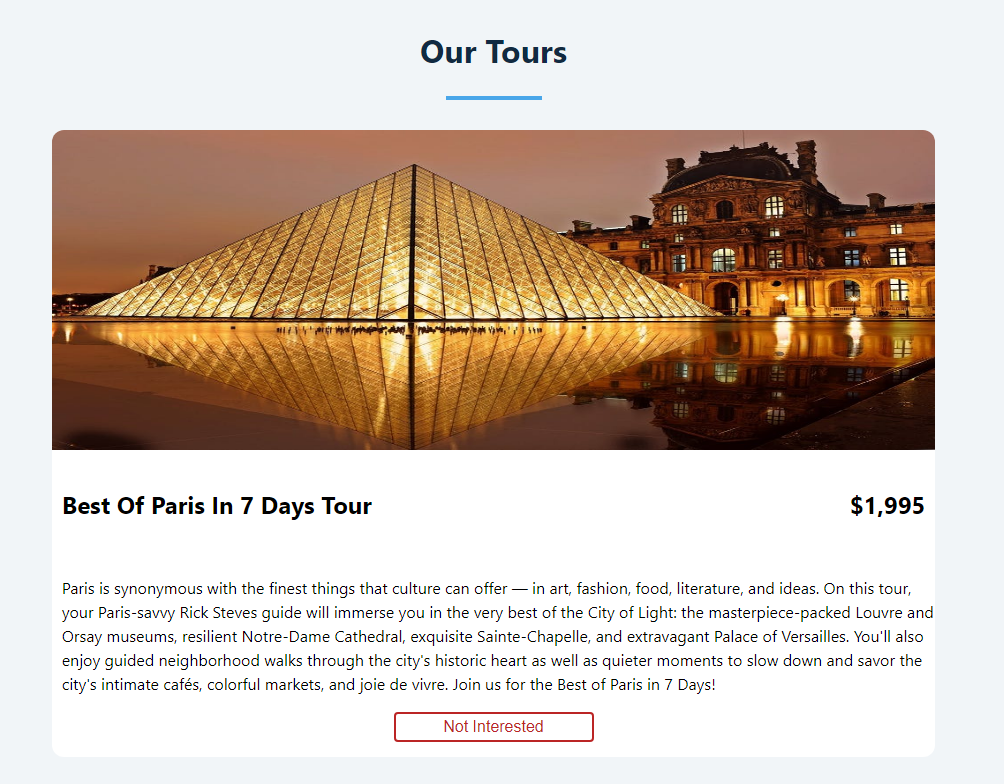 Our Tours
Best Of Paris In 7 Days Tour
$1,995
Paris is synonymous with the finest things that culture can offer — in art, fashion, food, literature, and ideas. On this tour,
your Paris-savvy Rick Steves guide will immerse you in the very best of the City of Light: the masterpiece-packed Louvre and
Orsay museums, resilient Notre-Dame Cathedral, exquisite Sainte-Chapelle, and extravagant Palace of Versailles. You'll also
enjoy guided neighborhood walks through the city's historic heart as well as quieter moments to slow down and savor the
city's intimate cafés, colorful markets, and joie de vivre. Join us for the Best of Paris in 7 Days!
Not Interested